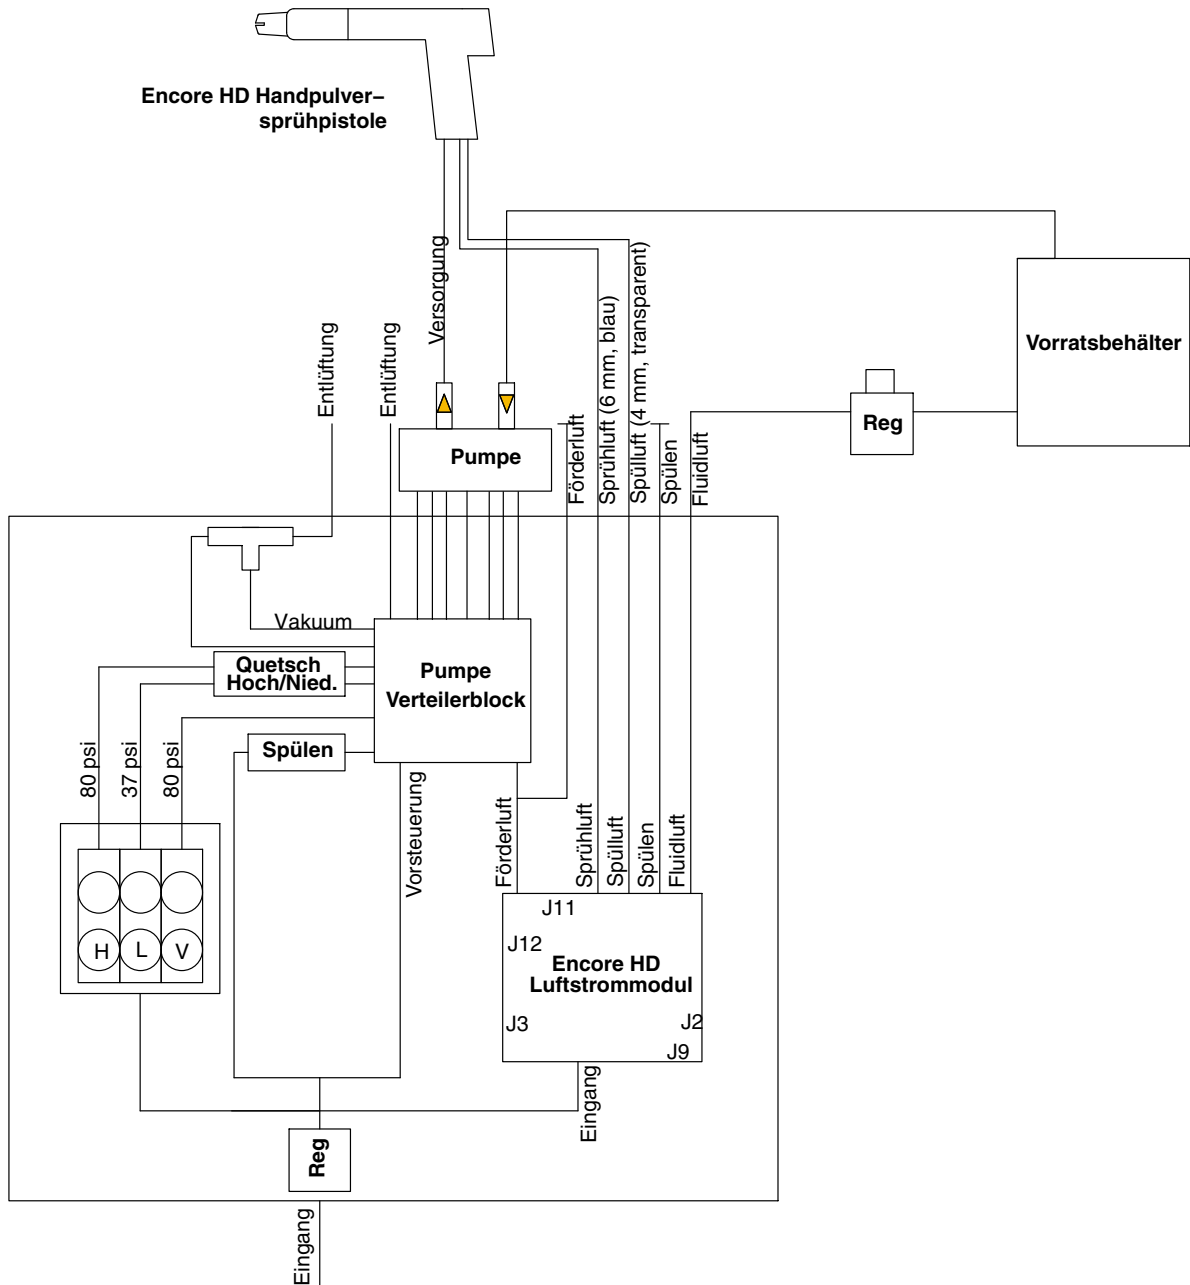 Encore HD Handpulver–
sprühpistole
Versorgung
Entlüftung
Entlüftung
Förderluft
Sprühluft (6 mm, blau)
Spülluft (4 mm, transparent)
Spülen
Fluidluft
Vorratsbehälter
Reg
Pumpe
Vakuum
Quetsch
Hoch/Nied.
Pumpe
Verteilerblock
Spülen
80 psi
37 psi
80 psi
Vorsteuerung
Förderluft
Sprühluft
Spülluft
Spülen
Fluidluft
H
L
V
J11
J12
Encore HD
Luftstrommodul
J3
J2
J9
Eingang
Reg
Eingang